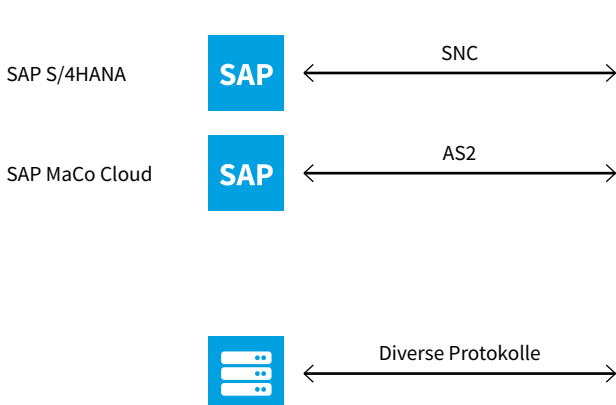 SNC
SAP S/4HANA SAP
AS2
SAP MaCo Cloud SAP
Diverse Protokolle